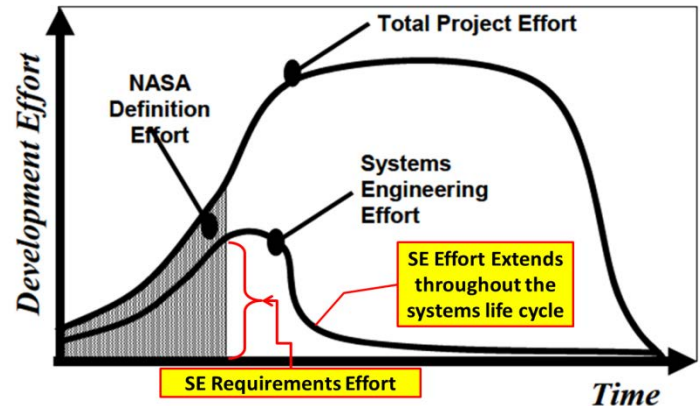 Total Project Effort
NASA
Definition
Effort
Systems
Engineering
Effort
SE Effort Extends
throughout the
systems life cycle
SE Requirements Effort
Development Effort
Time